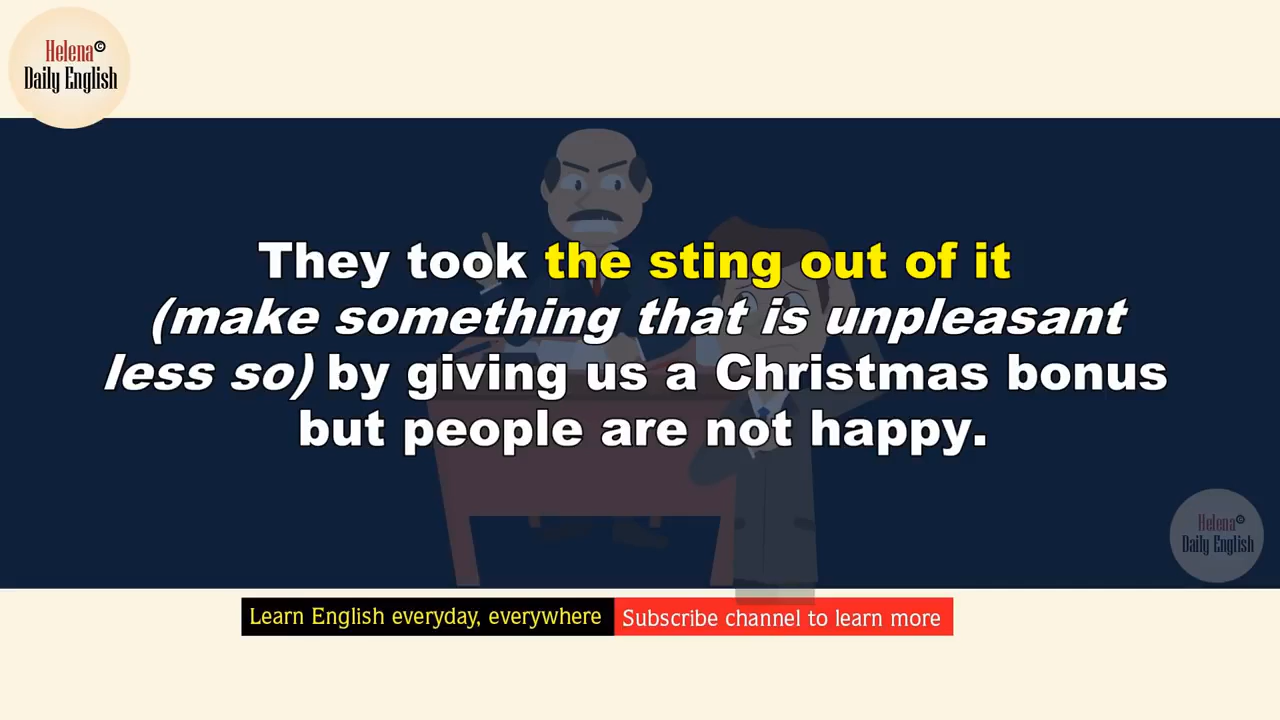 Helena©
Daily English
They took the sting out of it
(make something that is unpleasant
less so) by giving us a Christmas bonus
but people are not happy.
Helena©
Daily English
Learn English everyday, everywhere
Subscribe channel to learn more